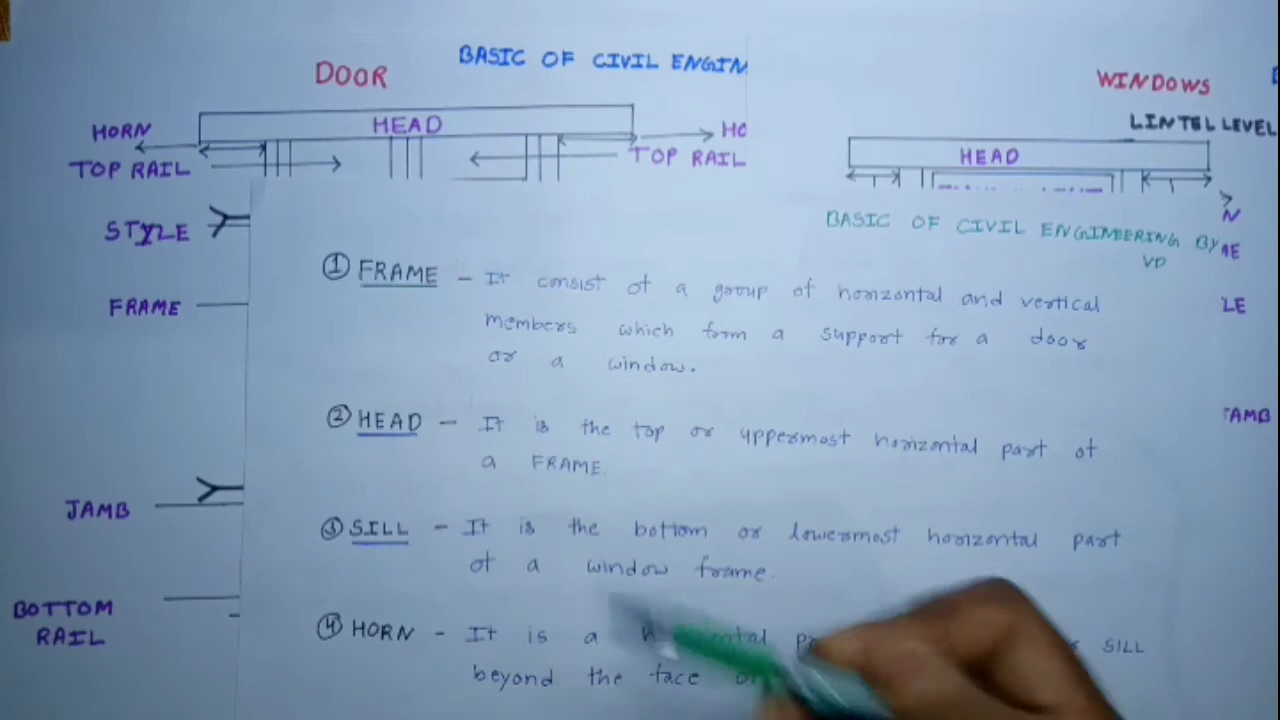 DOOR
BASIC OF CIVIL ENGIN
WINDOWS
LINTEL LEVEL
HORN
HEAD
HO
TOP RAIL
TOP RAIL
HEAD
STYLE
BASIC OF CIVIL ENGINEERING BY
VP
N
AE
FRAME
LE
① FRAME - It consist of a group of horizontal and vertical
members which from a support for a door
or a window.
② HEAD - It is the top or uppermost horizontal part of
a FRAME.
AMB
JAMB
③ SILL - It is the bottom or lowermost horizontal part
of a window frame.
BOTTOM
RAIL
④ HORN - It is a SILL
beyond the face